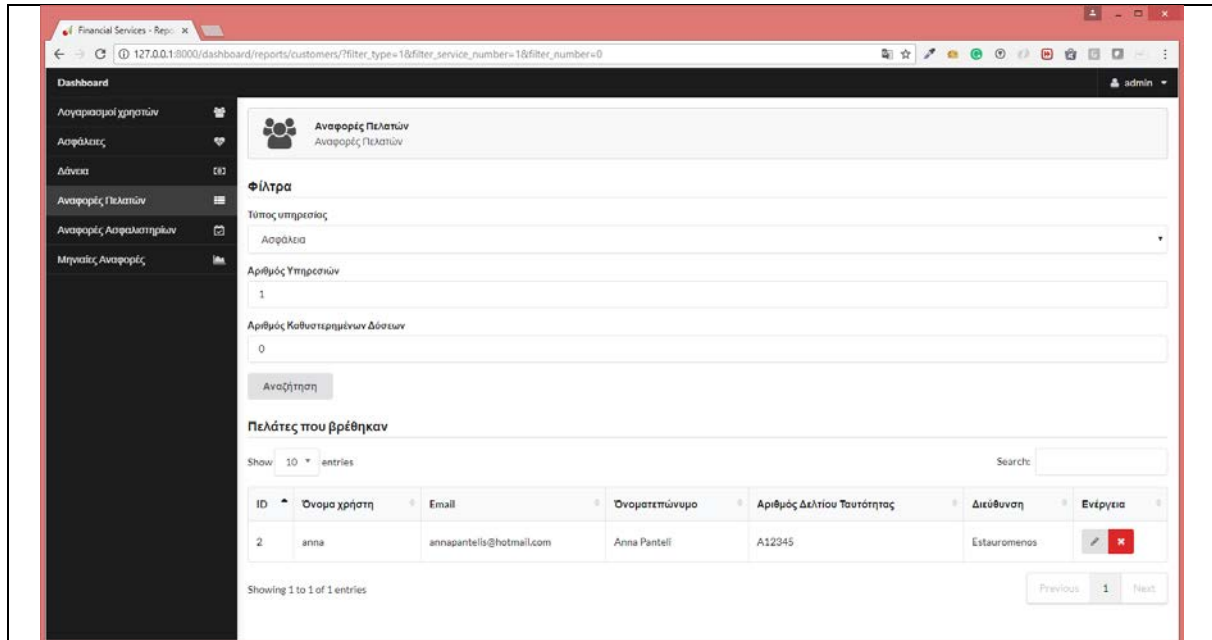 Financial Services - Repo
127.0.0.1:8000/dashboard/reports/customers/?filter_type=1&filter_service_number=1&filter_number=0
Dashboard
admin
Λογαριασμοί χρηστών
Ασφάλειες
Δάνεια
Αναφορές Πελατών
Αναφορές Ασφαλιστηρίων
Μηνιαίες Αναφορές
Αναφορές Πελατών
Αναφορές Πελατών
Φίλτρα
Τύπος υπηρεσίας
Ασφάλεια
Αριθμός Υπηρεσιών
1
Αριθμός Καθυστερημένων Δόσεων
0
Αναζήτηση
Πελάτες που βρέθηκαν
Show 10 entries Search:
ID Όνομα χρήστη Email Όνοματεπώνυμο Αριθμός Δελτίου Ταυτότητας Διεύθυνση Ενέργεια
2 anna annapantelis@hotmail.com Anna Panteli A12345 Estauromenos
Showing 1 to 1 of 1 entries
Previous 1 Next